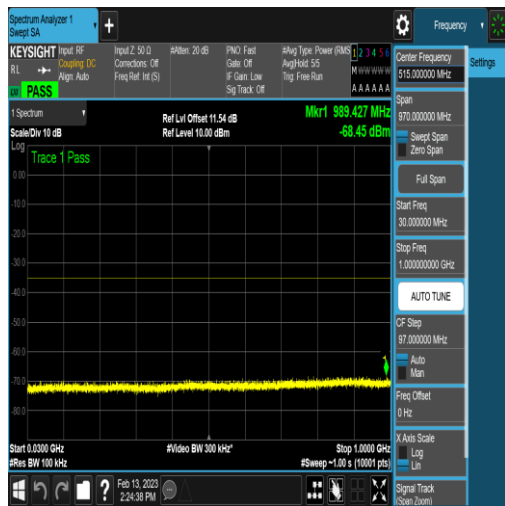 Spectrum Analyzer 1
Swept SA
Frequency
KEYSIGHT
RL
PASS
Input: RF
Coupling: DC
Align: Auto
Input Z: 50 Ω
Corrections: Off
Freq Ref: Int (S)
#Atten: 20 dB
PNO: Fast
Gate: Off
IF Gain: Low
Sig Track: Off
#Avg Type: Power (RMS
Avg|Hold: 5/5
Trig: Free Run
1 2 3 4 5 6
M W W W W W
A A A A A A
1 Spectrum
Scale/Div 10 dB
Ref Lvl Offset 11.54 dB
Ref Level 10.00 dBm
Mkr1 989.427 MHz
-68.45 dBm
Log
Trace 1 Pass
0.00
-10.0
-20.0
-30.0
-40.0
-50.0
-60.0
-70.0
-80.0
Start 0.0300 GHz
#Res BW 100 kHz
#Video BW 300 kHz*
Stop 1.0000 GHz
#Sweep ~1.00 s (10001 pts)
Feb 13, 2023
2:24:38 PM
Center Frequency
515.000000 MHz
Span
970.000000 MHz
Swept Span
Zero Span
Full Span
Start Freq
30.000000 MHz
Stop Freq
1.000000000 GHz
AUTO TUNE
CF Step
97.000000 MHz
Auto
Man
Freq Offset
0 Hz
X Axis Scale
Log
Lin
Signal Track
(Span Zoom)
Settings